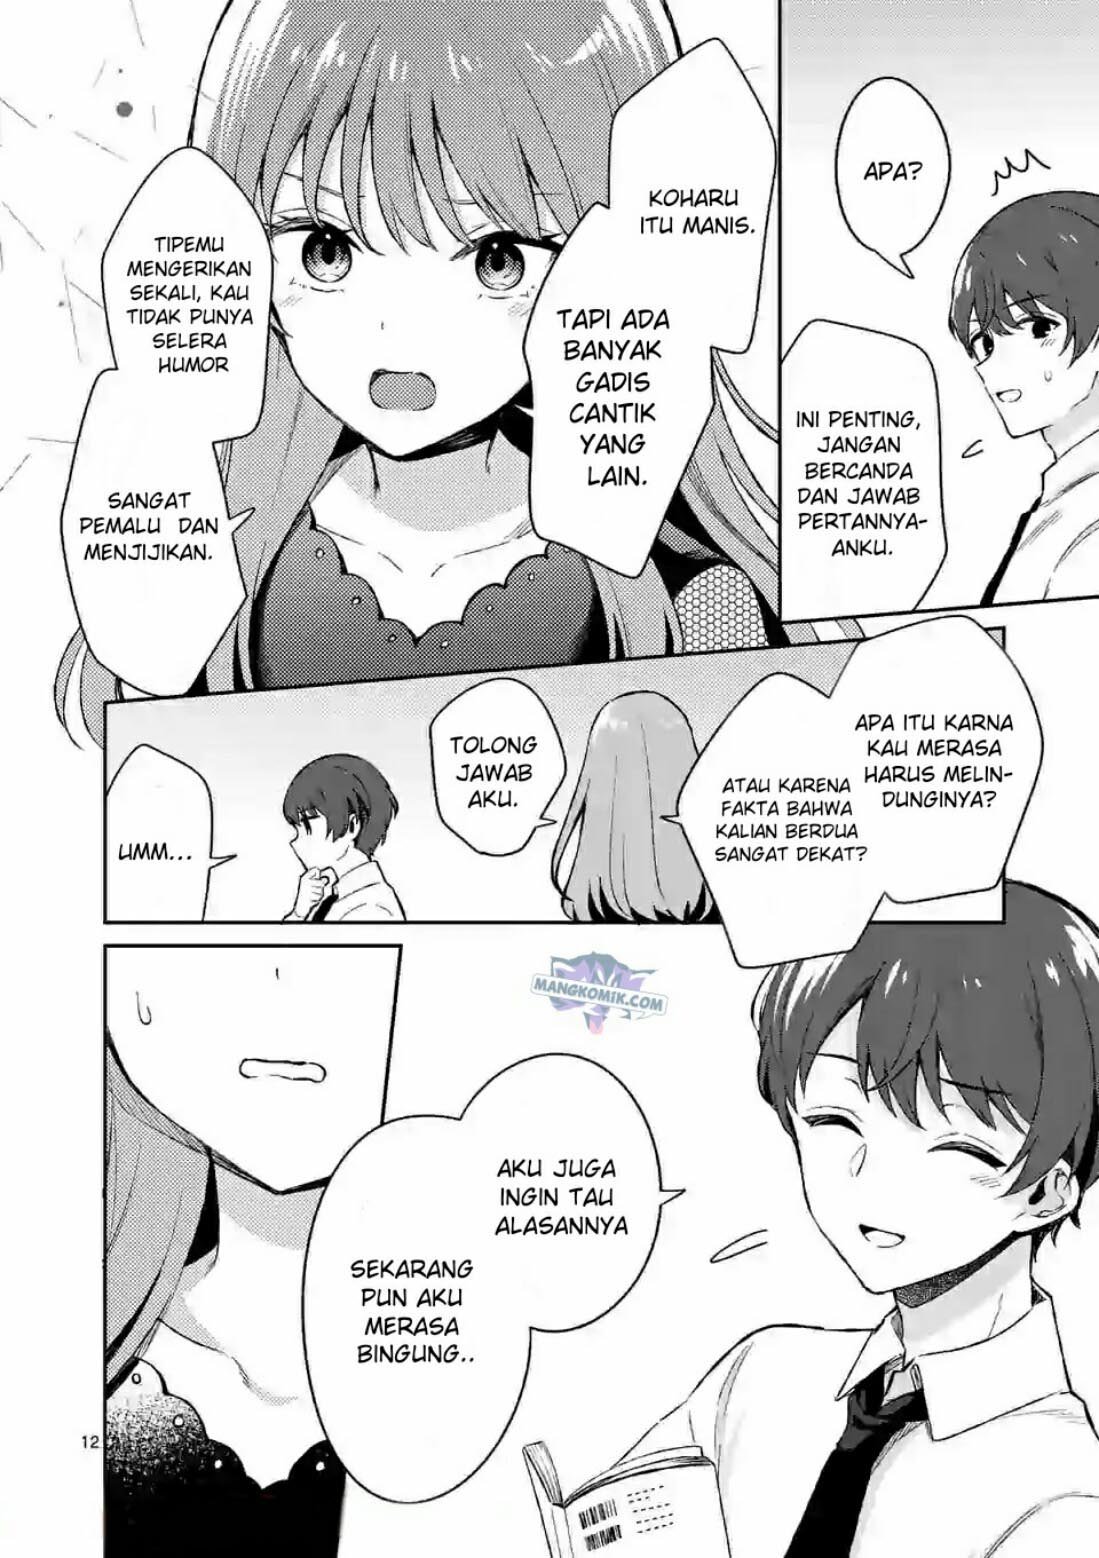 APA?
INI PENTING,
JANGAN
BERCANDA
DAN JAWAB
PERTANNYA-
ANKU.
KOHARU
ITU MANIS.
TAPI ADA
BANYAK
GADIS
CANTIK
YANG
LAIN.
TIPEMU
MENGERIKAN
SEKALI, KAU
TIDAK PUNYA
SELERA
HUMOR
SANGAT
PEMALU DAN
MENJIJIKAN.
APA ITU KARNA
KAU MERASA
HARUS MELIN-
DUNGINYA?
ATAU KARENA
FAKTA BAHWA
KALIAN BERDUA
SANGAT DEKAT?
TOLONG
JAWAB
AKU.
UMM...
MANGKOMIK.COM
AKU JUGA
INGIN TAU
ALASANNYA
SEKARANG
PUN AKU
MERASA
BINGUNG..
12